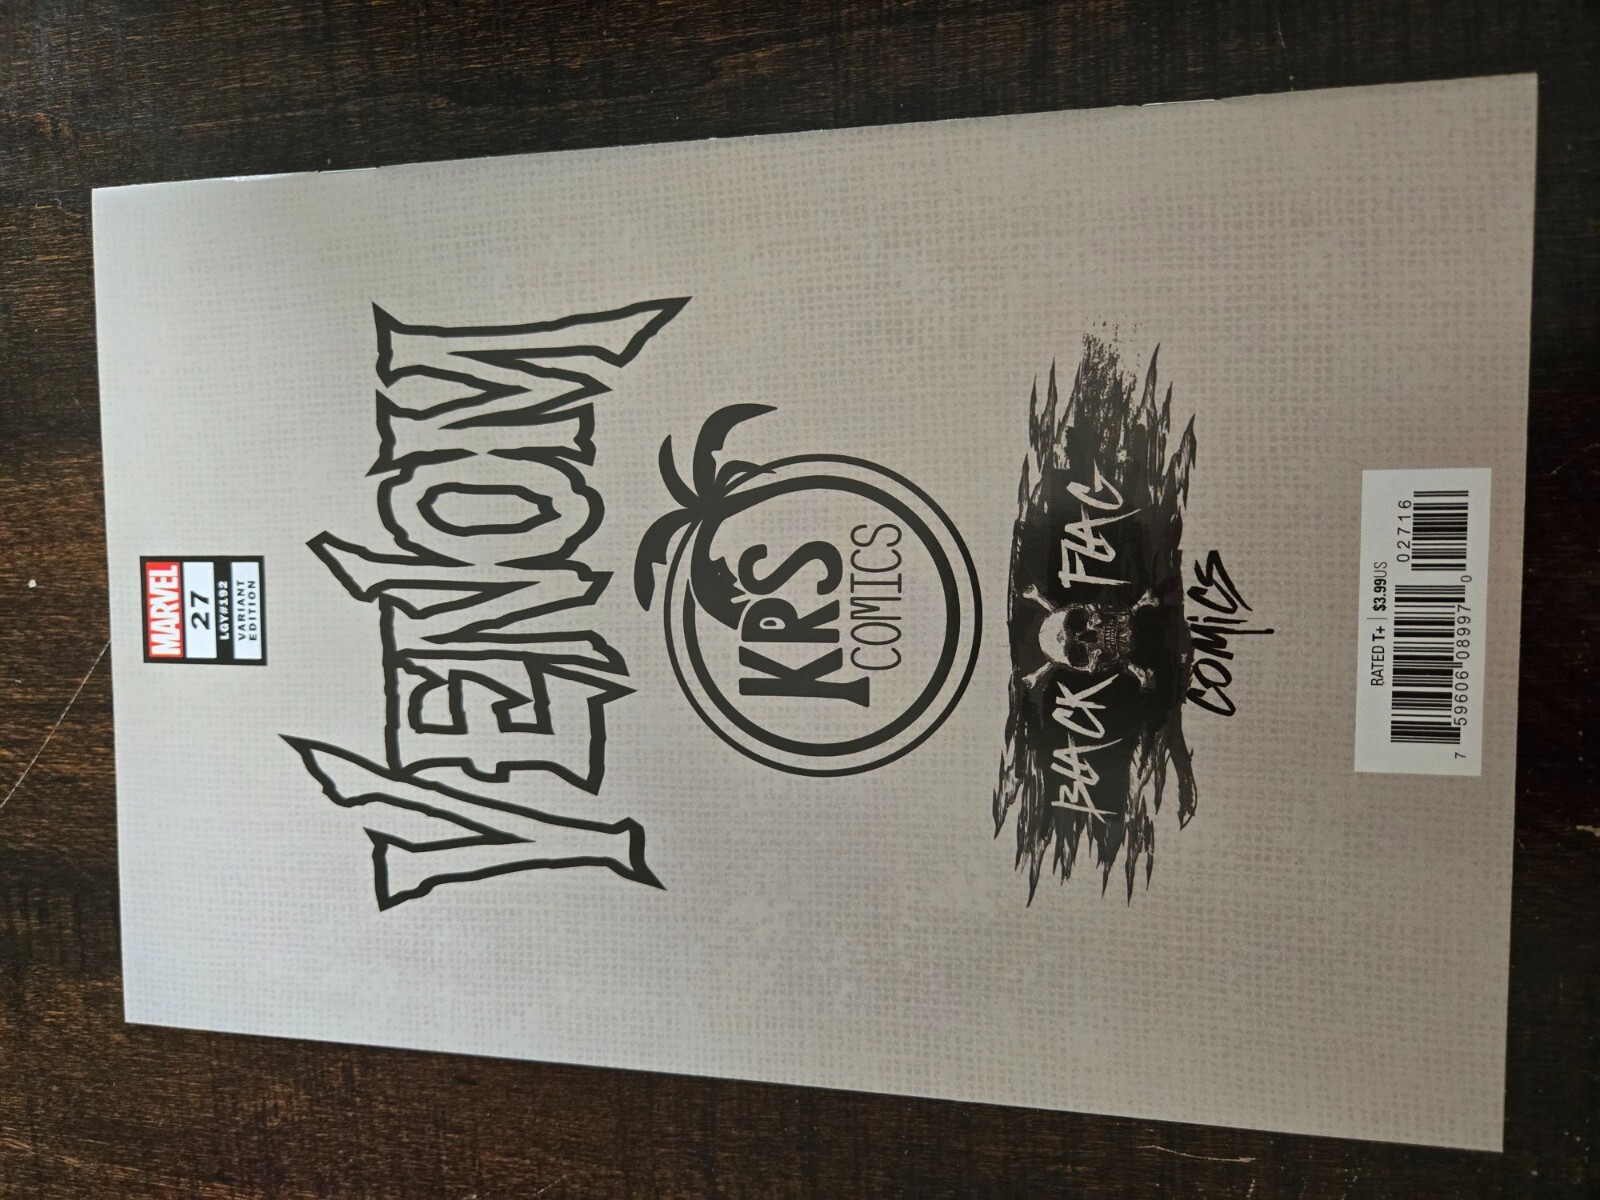 MARVEL
27
LGY#192
VARIANT
EDITION
VENOM
KRS
COMICS
BLACK FLAG
COMICS
RATED T+ $3.99US
7 59606 08997 0 02716